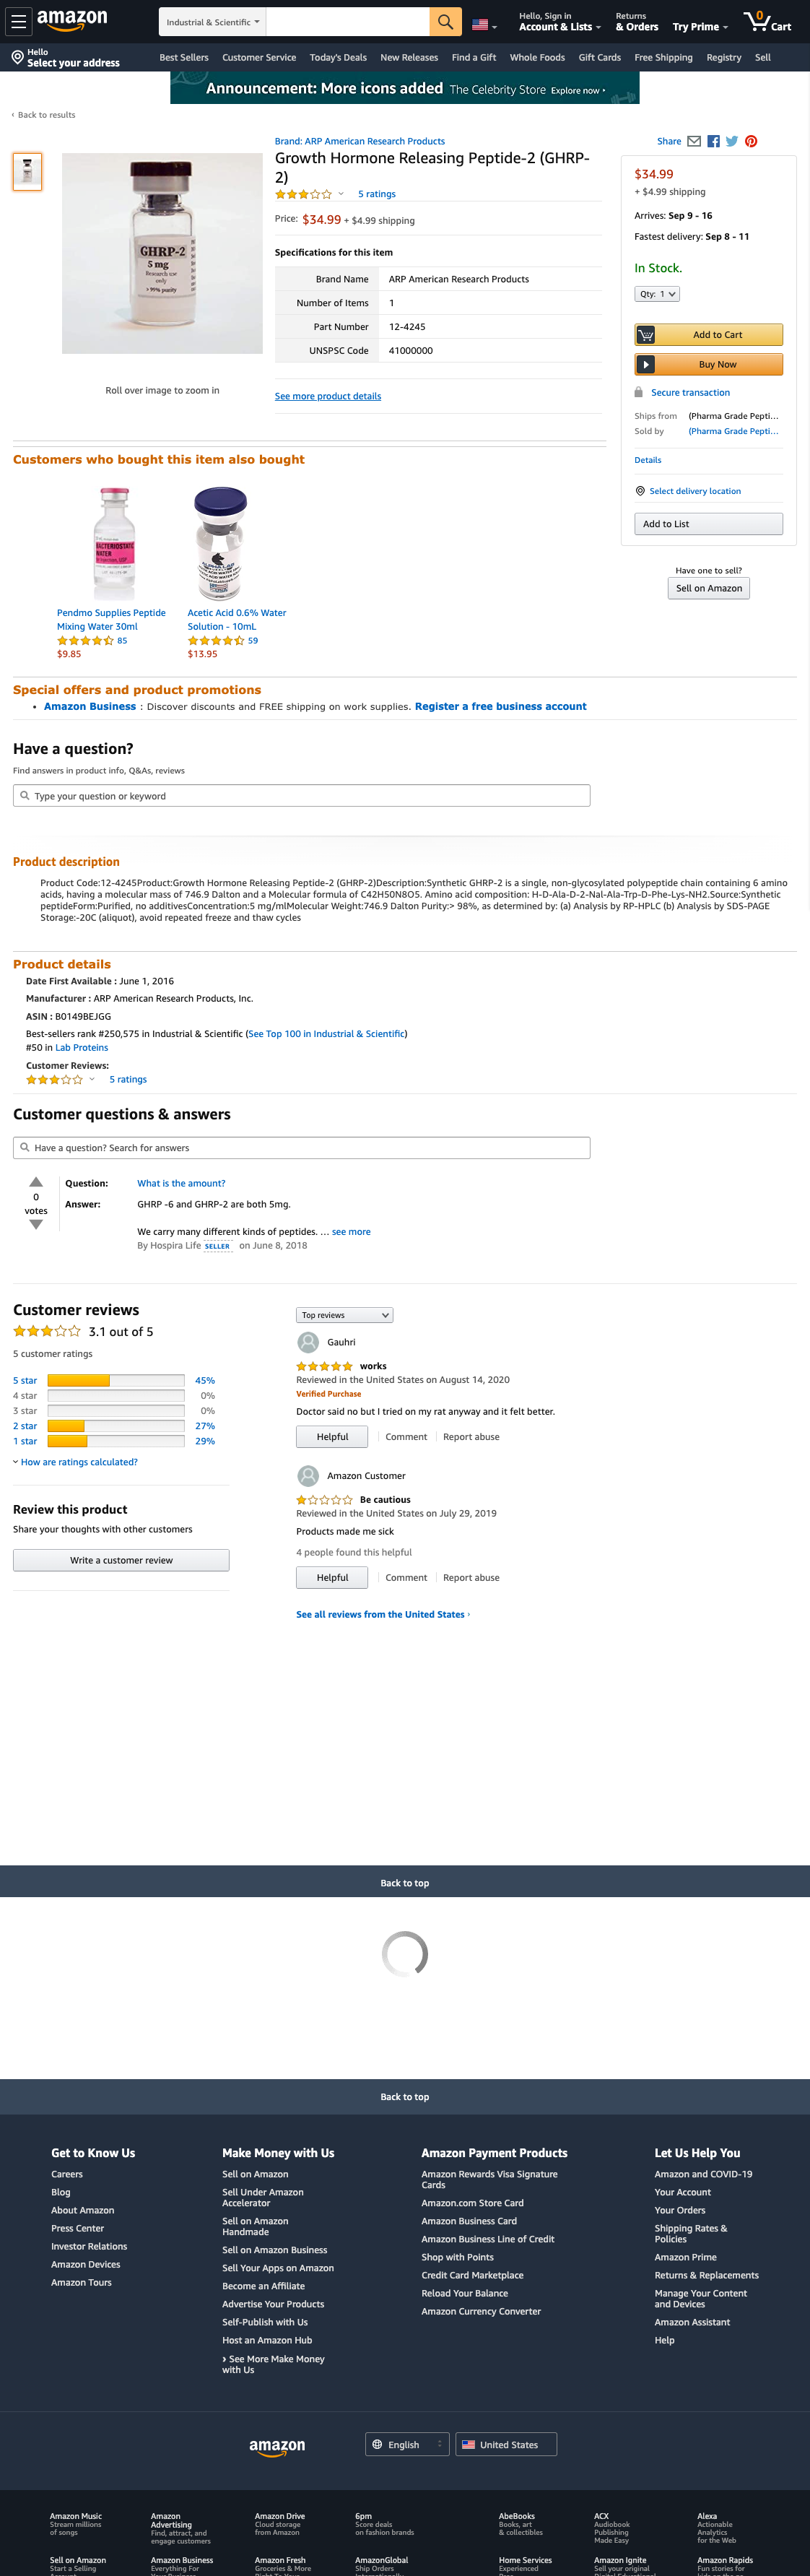 amazon
Industrial & Scientific
Hello, Sign in
Account & Lists
Returns
& Orders
Try Prime
0
Cart
Hello
Select your address
Best Sellers
Customer Service
Today's Deals
New Releases
Find a Gift
Whole Foods
Gift Cards
Free Shipping
Registry
Sell
Announcement: More icons added The Celebrity Store Explore now ▸
‹ Back to results
Brand: ARP American Research Products
Growth Hormone Releasing Peptide-2 (GHRP-
2)
5 ratings
Price: $34.99 + $4.99 shipping
Specifications for this item
Brand Name ARP American Research Products
Number of Items 1
Part Number 12-4245
UNSPSC Code 41000000
See more product details
GHRP-2
5 mg
Research use
only
> 99% purity
Roll over image to zoom in
Share
$34.99
+ $4.99 shipping
Arrives: Sep 9 - 16
Fastest delivery: Sep 8 - 11
In Stock.
Qty: 1
Add to Cart
Buy Now
Secure transaction
Ships from (Pharma Grade Pepti...
Sold by (Pharma Grade Pepti...
Details
Select delivery location
Add to List
Have one to sell?
Sell on Amazon
Customers who bought this item also bought
BACTERIOSTATIC
WATER
Pendmo Supplies Peptide
Mixing Water 30ml
85
$9.85
Acetic Acid 0.6% Water
Solution - 10mL
59
$13.95
Special offers and product promotions
• Amazon Business : Discover discounts and FREE shipping on work supplies. Register a free business account
Have a question?
Find answers in product info, Q&As, reviews
Type your question or keyword
Product description
Product Code:12-4245Product:Growth Hormone Releasing Peptide-2 (GHRP-2)Description:Synthetic GHRP-2 is a single, non-glycosylated polypeptide chain containing 6 amino
acids, having a molecular mass of 746.9 Dalton and a Molecular formula of C42H50N8O5. Amino acid composition: H-D-Ala-D-2-Nal-Ala-Trp-D-Phe-Lys-NH2.Source:Synthetic
peptideForm:Purified, no additivesConcentration:5 mg/mlMolecular Weight:746.9 Dalton Purity:> 98%, as determined by: (a) Analysis by RP-HPLC (b) Analysis by SDS-PAGE
Storage:-20C (aliquot), avoid repeated freeze and thaw cycles
Product details
Date First Available : June 1, 2016
Manufacturer : ARP American Research Products, Inc.
ASIN : B0149BEJGG
Best-sellers rank #250,575 in Industrial & Scientific (See Top 100 in Industrial & Scientific)
#50 in Lab Proteins
Customer Reviews:
5 ratings
Customer questions & answers
Have a question? Search for answers
0
votes
Question: What is the amount?
Answer: GHRP -6 and GHRP-2 are both 5mg.
We carry many different kinds of peptides. … see more
By Hospira Life SELLER on June 8, 2018
Customer reviews
3.1 out of 5
5 customer ratings
5 star 45%
4 star 0%
3 star 0%
2 star 27%
1 star 29%
How are ratings calculated?
Review this product
Share your thoughts with other customers
Write a customer review
Top reviews
Gauhri
works
Reviewed in the United States on August 14, 2020
Verified Purchase
Doctor said no but I tried on my rat anyway and it felt better.
Helpful
Comment
Report abuse
Amazon Customer
Be cautious
Reviewed in the United States on July 29, 2019
Products made me sick
4 people found this helpful
Helpful
Comment
Report abuse
See all reviews from the United States ›
Back to top
Back to top
Get to Know Us
Careers
Blog
About Amazon
Press Center
Investor Relations
Amazon Devices
Amazon Tours
Make Money with Us
Sell on Amazon
Sell Under Amazon
Accelerator
Sell on Amazon
Handmade
Sell on Amazon Business
Sell Your Apps on Amazon
Become an Affiliate
Advertise Your Products
Self-Publish with Us
Host an Amazon Hub
› See More Make Money
with Us
Amazon Payment Products
Amazon Rewards Visa Signature
Cards
Amazon.com Store Card
Amazon Business Card
Amazon Business Line of Credit
Shop with Points
Credit Card Marketplace
Reload Your Balance
Amazon Currency Converter
Let Us Help You
Amazon and COVID-19
Your Account
Your Orders
Shipping Rates &
Policies
Amazon Prime
Returns & Replacements
Manage Your Content
and Devices
Amazon Assistant
Help
amazon
English
United States
Amazon Music
Stream millions
of songs
Amazon
Advertising
Find, attract, and
engage customers
Amazon Drive
Cloud storage
from Amazon
6pm
Score deals
on fashion brands
AbeBooks
Books, art
& collectibles
ACX
Audiobook
Publishing
Made Easy
Alexa
Actionable
Analytics
for the Web
Sell on Amazon
Start a Selling
Amazon Business
Everything For
Amazon Fresh
Groceries & More
AmazonGlobal
Ship Orders
Home Services
Experienced
Amazon Ignite
Sell your original
Amazon Rapids
Fun stories for